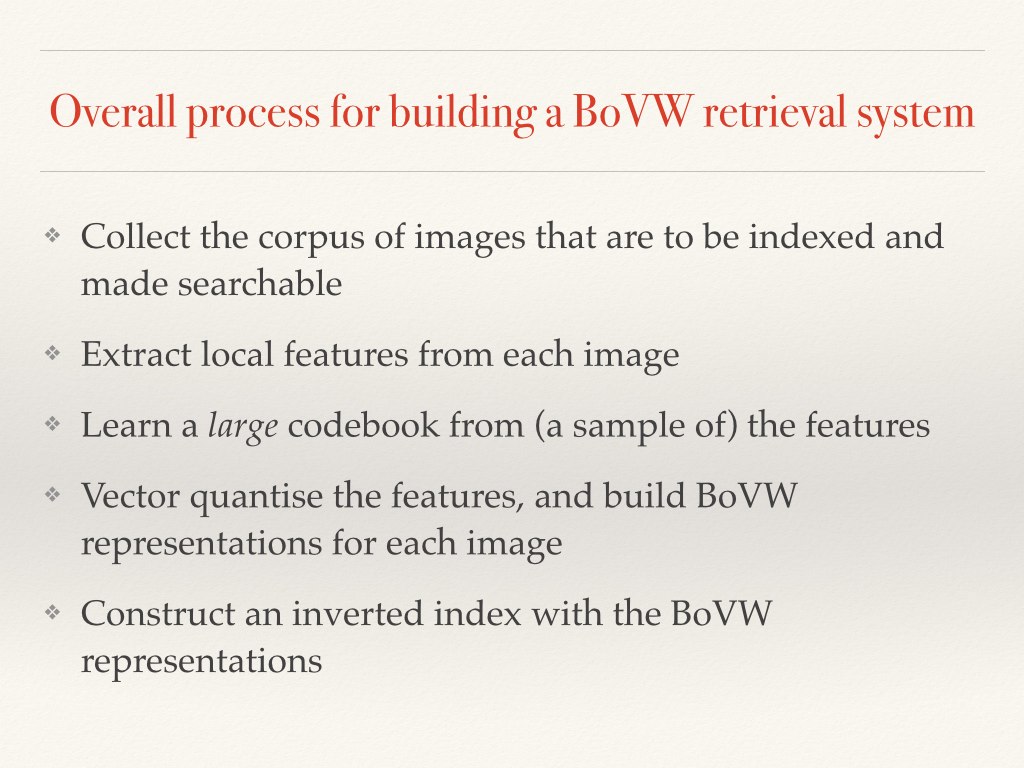 Overall process for building a BoVW retrieval system
❖ Collect the corpus of images that are to be indexed and
made searchable
❖ Extract local features from each image
❖ Learn a large codebook from (a sample of) the features
❖ Vector quantise the features, and build BoVW
representations for each image
❖ Construct an inverted index with the BoVW
representations